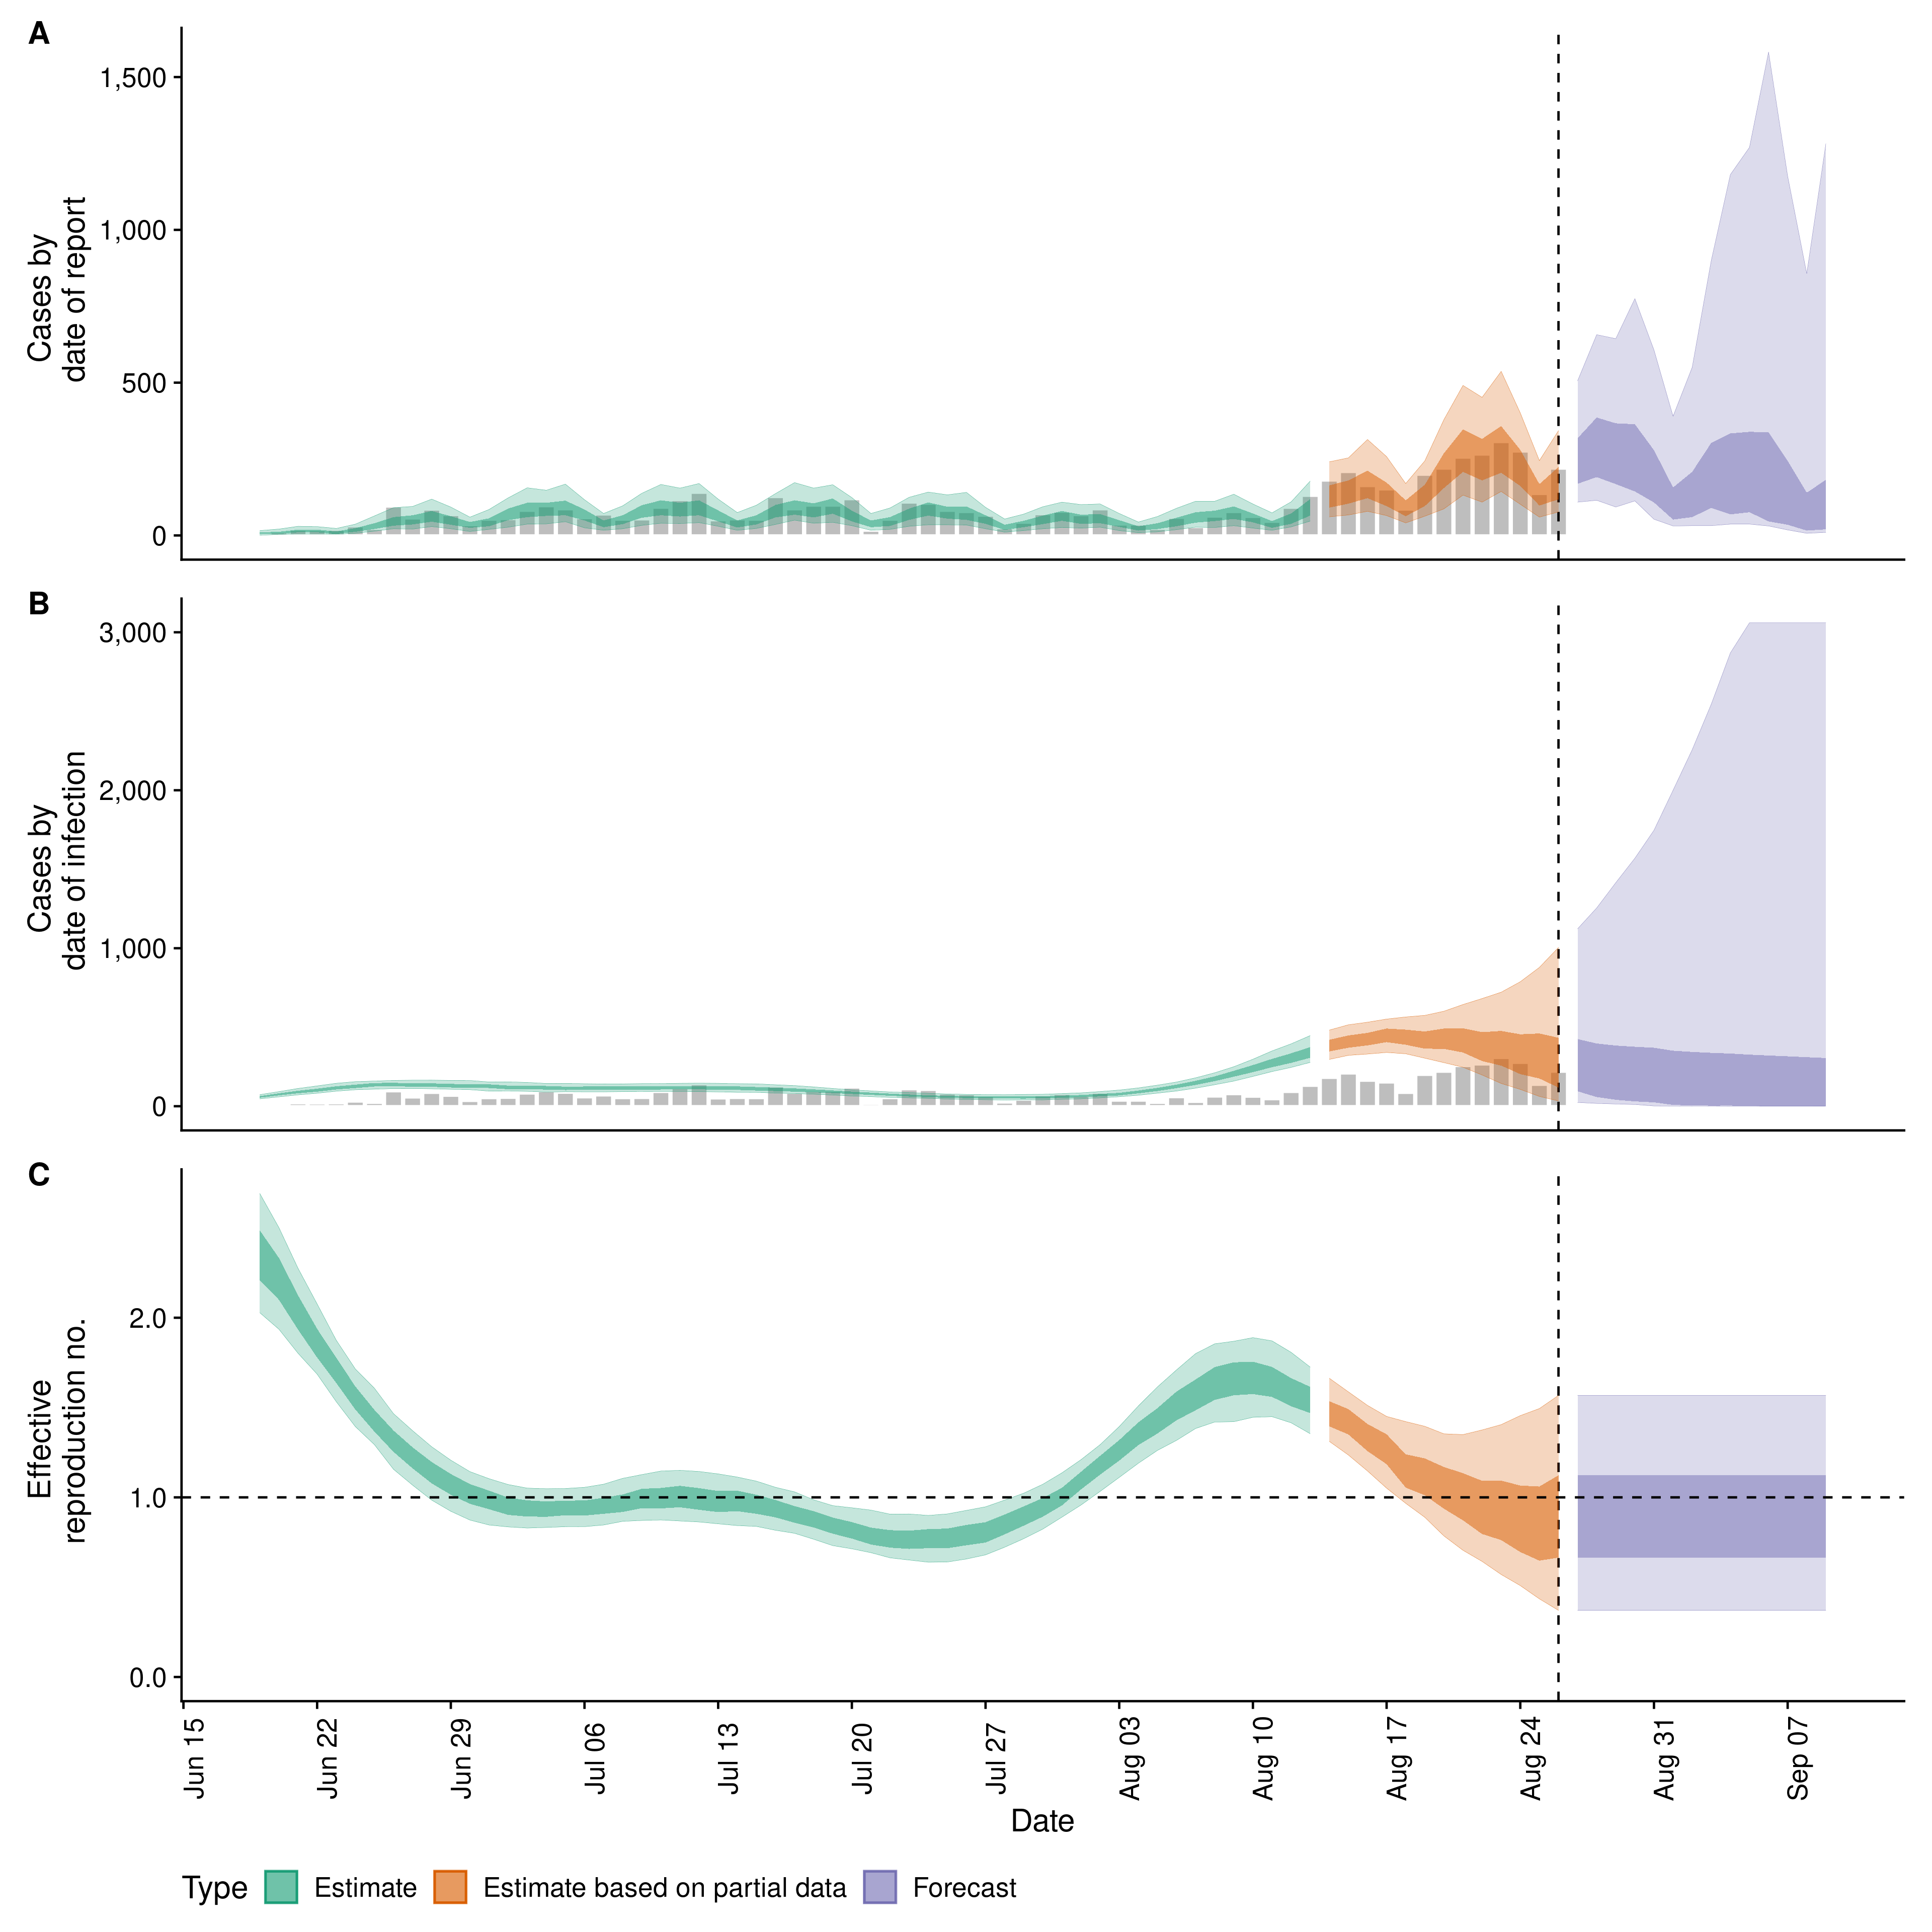 A
Cases by
date of report
1,500
1,000
500
0
B
Cases by
date of infection
3,000
2,000
1,000
0
C
Effective
reproduction no.
2.0
1.0
0.0
Jun 15
Jun 22
Jun 29
Jul 06
Jul 13
Jul 20
Jul 27
Aug 03
Aug 10
Aug 17
Aug 24
Aug 31
Sep 07
Date
Type Estimate Estimate based on partial data Forecast